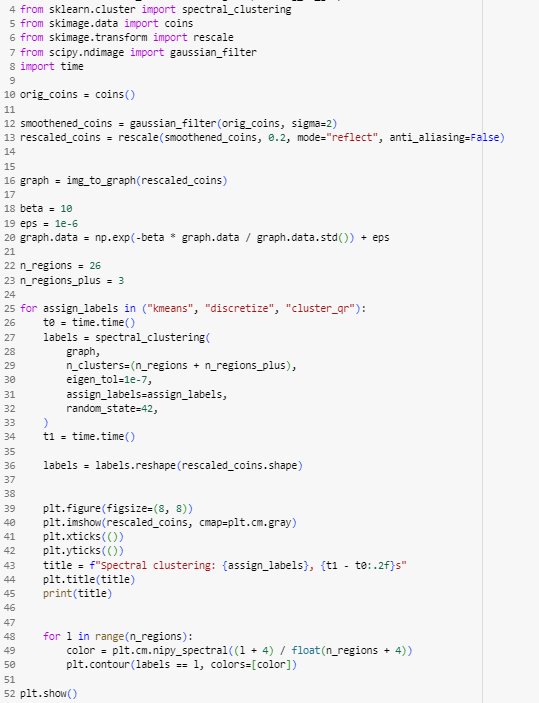 4 from sklearn.cluster import spectral_clustering
5 from skimage.data import coins
6 from skimage.transform import rescale
7 from scipy.ndimage import gaussian_filter
8 import time
9
10 orig_coins = coins()
11
12 smoothened_coins = gaussian_filter(orig_coins, sigma=2)
13 rescaled_coins = rescale(smoothened_coins, 0.2, mode="reflect", anti_aliasing=False)
14
15
16 graph = img_to_graph(rescaled_coins)
17
18 beta = 10
19 eps = 1e-6
20 graph.data = np.exp(-beta * graph.data / graph.data.std()) + eps
21
22 n_regions = 26
23 n_regions_plus = 3
24
25 for assign_labels in ("kmeans", "discretize", "cluster_qr"):
26     t0 = time.time()
27     labels = spectral_clustering(
28         graph,
29         n_clusters=(n_regions + n_regions_plus),
30         eigen_tol=1e-7,
31         assign_labels=assign_labels,
32         random_state=42,
33     )
34     t1 = time.time()
35
36     labels = labels.reshape(rescaled_coins.shape)
37
38
39     plt.figure(figsize=(8, 8))
40     plt.imshow(rescaled_coins, cmap=plt.cm.gray)
41     plt.xticks(())
42     plt.yticks(())
43     title = f"Spectral clustering: {assign_labels}, {t1 - t0:.2f}s"
44     plt.title(title)
45     print(title)
46
47
48     for l in range(n_regions):
49         color = plt.cm.nipy_spectral((l + 4) / float(n_regions + 4))
50         plt.contour(labels == l, colors=[color])
51
52 plt.show()